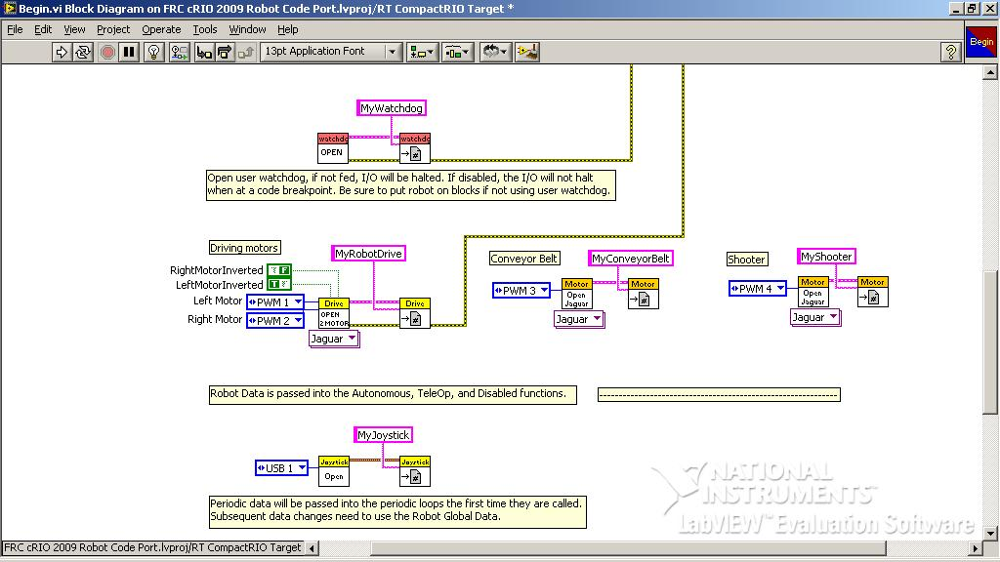 Begin.vi Block Diagram on FRC cRIO 2009 Robot Code Port.lvproj/RT CompactRIO Target *
File Edit View Project Operate Tools Window Help
13pt Application Font
?
Begin
MyWatchdog
watchdg
watchdg
OPEN
#
Open user watchdog, if not fed, I/O will be halted. If disabled, the I/O will not halt
when at a code breakpoint. Be sure to put robot on blocks if not using user watchdog.
Driving motors
MyRobotDrive
RightMotorInverted
F
LeftMotorInverted
T
Left Motor
PWM 1
Right Motor
PWM 2
Drive
OPEN
2 MOTOR
Jaguar
Drive
#
Conveyor Belt
MyConveyorBelt
PWM 3
Motor
Open
Jaguar
Jaguar
Motor
#
Shooter
MyShooter
PWM 4
Motor
Open
Jaguar
Jaguar
Motor
#
Robot Data is passed into the Autonomous, TeleOp, and Disabled functions.
------------------------------------------------------------
MyJoystick
USB 1
Joystick
Open
Joystick
#
Periodic data will be passed into the periodic loops the first time they are called.
Subsequent data changes need to use the Robot Global Data.
NATIONAL
INSTRUMENTS™
LabVIEW™ Evaluation Software
FRC cRIO 2009 Robot Code Port.lvproj/RT CompactRIO Target